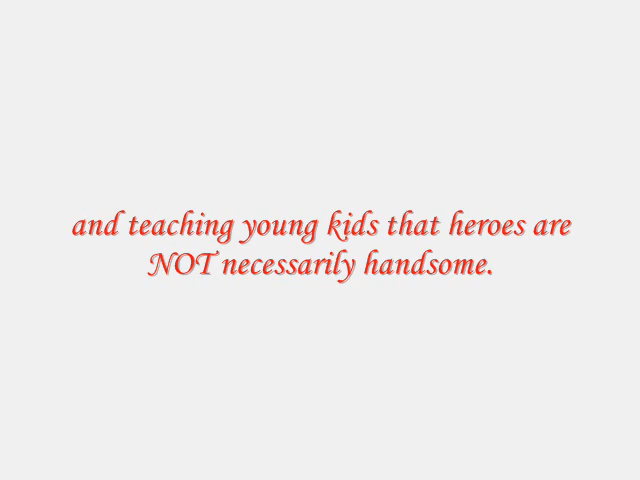 and teaching young kids that heroes are
NOT necessarily handsome.